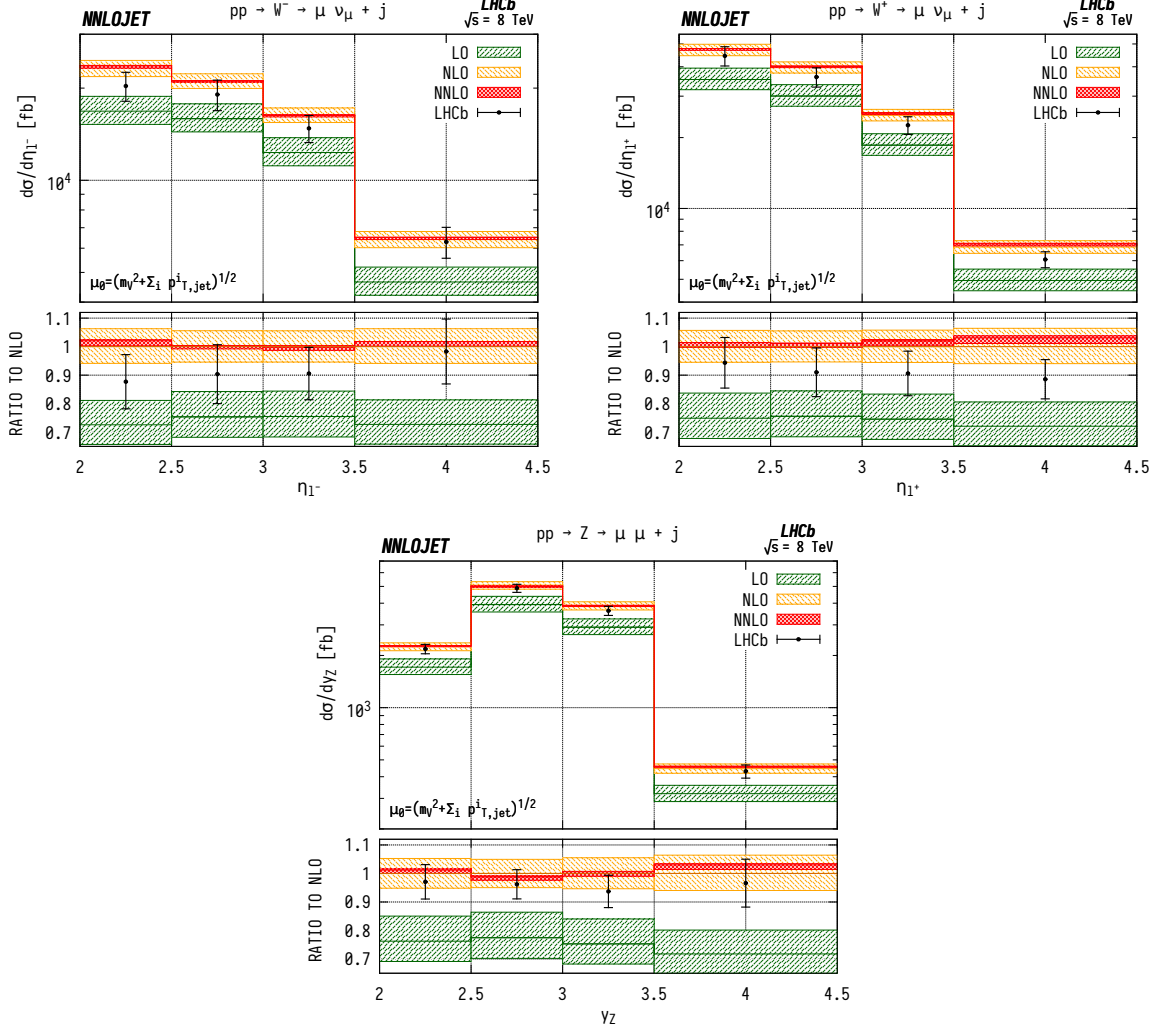 pp → W⁻ → μ ν_μ + j
NNLOJET
LHCb
√s = 8 TeV
LO
NLO
NNLO
LHCb
dσ/dη_l⁻ [fb]
10⁴
μ₀=(m_V²+Σ_i pⁱ_T,jet)^1/2
RATIO TO NLO
1.1
1
0.9
0.8
0.7
2 2.5 3 3.5 4 4.5
η_l⁻
pp → W⁺ → μ ν_μ + j
NNLOJET
LHCb
√s = 8 TeV
LO
NLO
NNLO
LHCb
dσ/dη_l⁺ [fb]
10⁴
μ₀=(m_V²+Σ_i pⁱ_T,jet)^1/2
RATIO TO NLO
1.1
1
0.9
0.8
0.7
2 2.5 3 3.5 4 4.5
η_l⁺
pp → Z → μ μ + j
NNLOJET
LHCb
√s = 8 TeV
LO
NLO
NNLO
LHCb
dσ/dy_Z [fb]
10³
μ₀=(m_V²+Σ_i pⁱ_T,jet)^1/2
RATIO TO NLO
1.1
1
0.9
0.8
0.7
2 2.5 3 3.5 4 4.5
y_Z